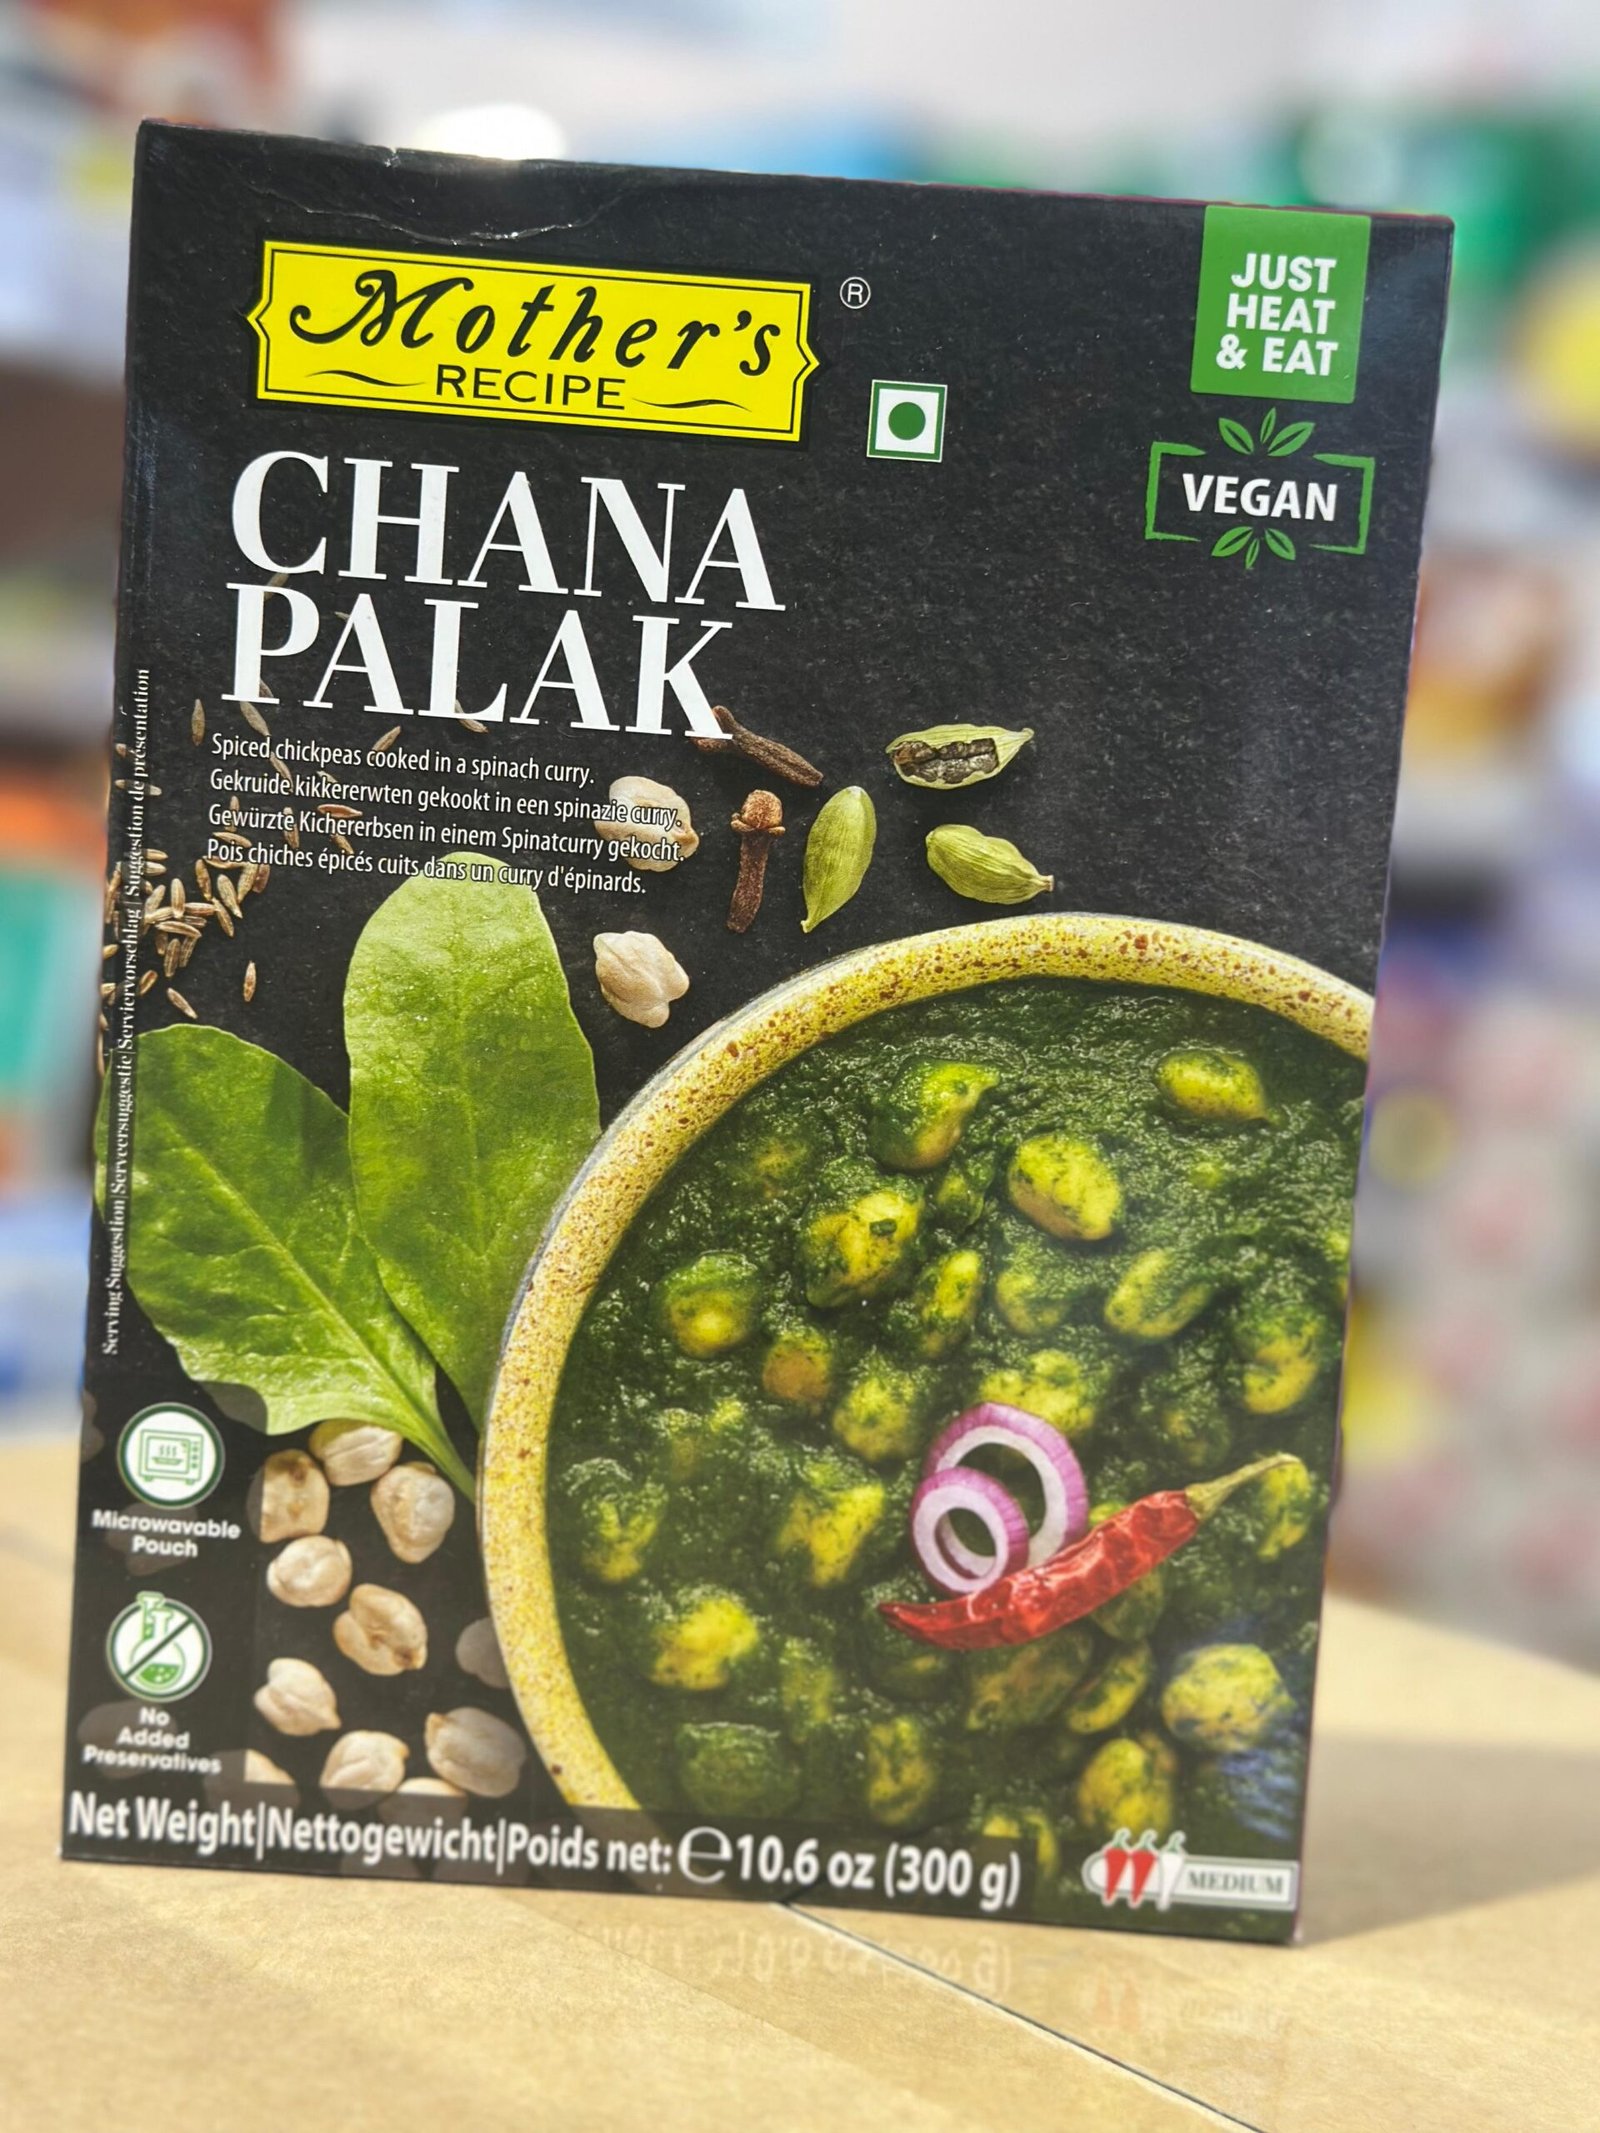 Mother's
RECIPE
®
JUST
HEAT
& EAT
VEGAN
CHANA
PALAK
Spiced chickpeas cooked in a spinach curry.
Gekruide kikkererwten gekookt in een spinazie curry.
Gewürzte Kichererbsen in einem Spinatcurry gekocht.
Pois chiches épicés cuits dans un curry d'épinards.
Serving Suggestion|Serveersuggestie|Serviervorschlag|Suggestion de présentation
Microwavable
Pouch
No
Added
Preservatives
Net Weight|Nettogewicht|Poids net: ℮ 10.6 oz (300 g)
MEDIUM